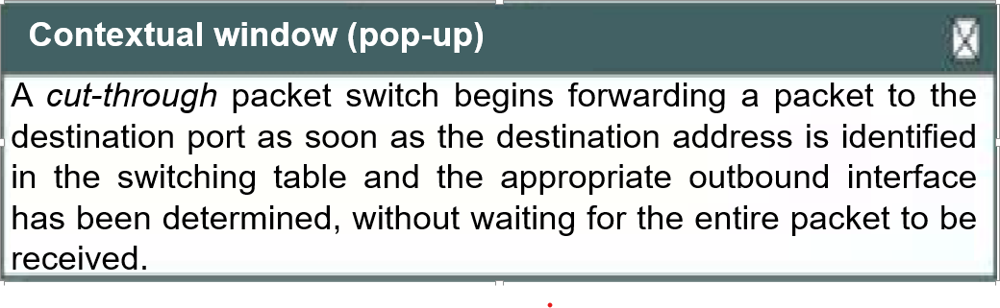 Contextual window (pop-up)
A cut-through packet switch begins forwarding a packet to the
destination port as soon as the destination address is identified
in the switching table and the appropriate outbound interface
has been determined, without waiting for the entire packet to be
received.